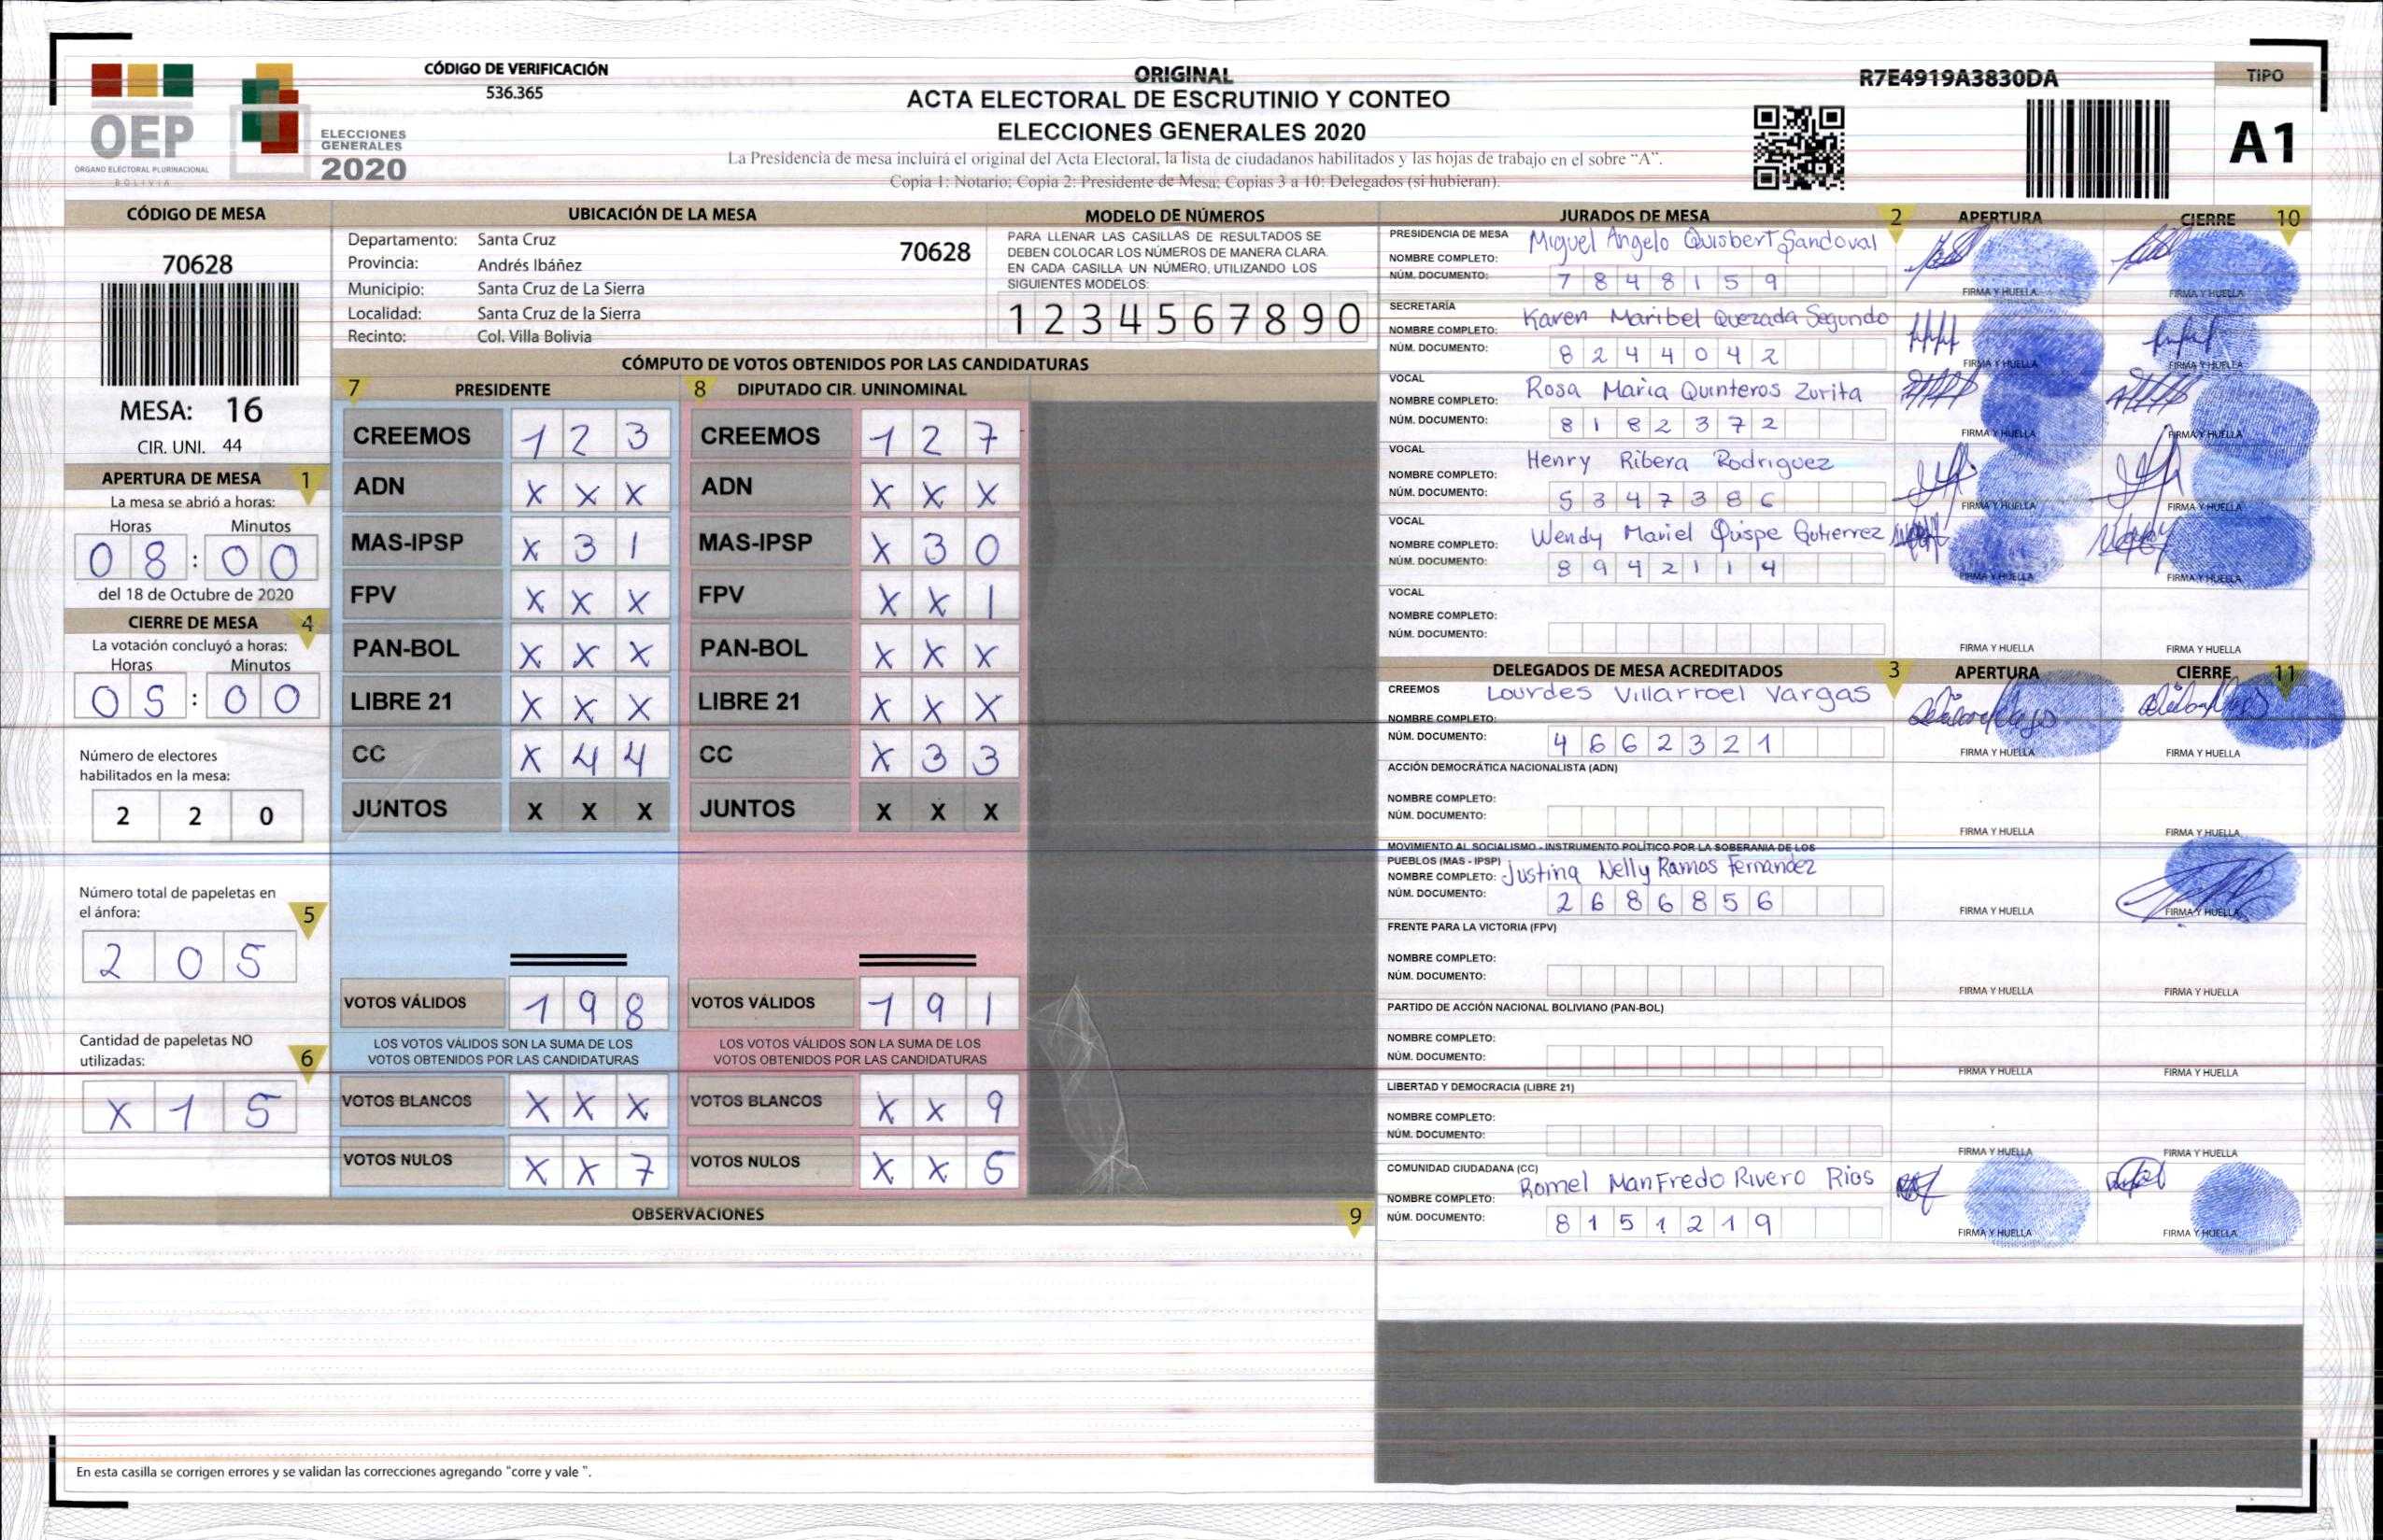 CÓDIGO DE VERIFICACIÓN
536.365
OEP
ÓRGANO ELECTORAL PLURINACIONAL
BOLIVIA
ELECCIONES
GENERALES
2020
ORIGINAL
ACTA ELECTORAL DE ESCRUTINIO Y CONTEO
ELECCIONES GENERALES 2020
La Presidencia de mesa incluirá el original del Acta Electoral, la lista de ciudadanos habilitados y las hojas de trabajo en el sobre "A".
Copia 1: Notario; Copia 2: Presidente de Mesa; Copias 3 a 10: Delegados (si hubieran).
R7E4919A3830DA
TIPO
A1
CÓDIGO DE MESA
70628
MESA: 16
CIR. UNI. 44
APERTURA DE MESA 1
La mesa se abrió a horas:
Horas Minutos
0 8 : 0 0
del 18 de Octubre de 2020
CIERRE DE MESA 4
La votación concluyó a horas:
Horas Minutos
0 5 : 0 0
Número de electores
habilitados en la mesa:
2 2 0
Número total de papeletas en
el ánfora: 5
2 0 5
Cantidad de papeletas NO
utilizadas: 6
X 1 5
UBICACIÓN DE LA MESA
Departamento: Santa Cruz 70628
Provincia: Andrés Ibáñez
Municipio: Santa Cruz de La Sierra
Localidad: Santa Cruz de la Sierra
Recinto: Col. Villa Bolivia
MODELO DE NÚMEROS
PARA LLENAR LAS CASILLAS DE RESULTADOS SE
DEBEN COLOCAR LOS NÚMEROS DE MANERA CLARA.
EN CADA CASILLA UN NÚMERO, UTILIZANDO LOS
SIGUIENTES MODELOS:
1 2 3 4 5 6 7 8 9 0
CÓMPUTO DE VOTOS OBTENIDOS POR LAS CANDIDATURAS
7 PRESIDENTE 8 DIPUTADO CIR. UNINOMINAL
CREEMOS 1 2 3 CREEMOS 1 2 7
ADN X X X ADN X X X
MAS-IPSP X 3 1 MAS-IPSP X 3 0
FPV X X X FPV X X 1
PAN-BOL X X X PAN-BOL X X X
LIBRE 21 X X X LIBRE 21 X X X
CC X 4 4 CC X 3 3
JUNTOS X X X JUNTOS X X X
VOTOS VÁLIDOS 1 9 8 VOTOS VÁLIDOS 1 9 1
LOS VOTOS VÁLIDOS SON LA SUMA DE LOS LOS VOTOS VÁLIDOS SON LA SUMA DE LOS
VOTOS OBTENIDOS POR LAS CANDIDATURAS VOTOS OBTENIDOS POR LAS CANDIDATURAS
VOTOS BLANCOS X X X VOTOS BLANCOS X X 9
VOTOS NULOS X X 7 VOTOS NULOS X X 5
OBSERVACIONES 9
En esta casilla se corrigen errores y se validan las correcciones agregando "corre y vale ".
JURADOS DE MESA 2 APERTURA CIERRE 10
PRESIDENCIA DE MESA Miguel Angelo Quisbert Sandoval
NOMBRE COMPLETO:
NÚM. DOCUMENTO: 7 8 4 8 1 5 9
FIRMA Y HUELLA FIRMA Y HUELLA
SECRETARÍA
NOMBRE COMPLETO: Karen Maribel Quezada Segundo
NÚM. DOCUMENTO: 8 2 4 4 0 4 2
FIRMA Y HUELLA FIRMA Y HUELLA
VOCAL
NOMBRE COMPLETO: Rosa Maria Quinteros Zurita
NÚM. DOCUMENTO: 8 1 8 2 3 7 2
FIRMA Y HUELLA FIRMA Y HUELLA
VOCAL
NOMBRE COMPLETO: Henry Ribera Rodriguez
NÚM. DOCUMENTO: 5 3 4 7 3 8 6
FIRMA Y HUELLA FIRMA Y HUELLA
VOCAL
NOMBRE COMPLETO: Wendy Mariel Quispe Gutierrez
NÚM. DOCUMENTO: 8 9 4 2 1 1 4
FIRMA Y HUELLA FIRMA Y HUELLA
VOCAL
NOMBRE COMPLETO:
NÚM. DOCUMENTO:
FIRMA Y HUELLA FIRMA Y HUELLA
DELEGADOS DE MESA ACREDITADOS 3 APERTURA CIERRE 11
CREEMOS Lourdes Villarroel Vargas
NOMBRE COMPLETO:
NÚM. DOCUMENTO: 4 6 6 2 3 2 1
FIRMA Y HUELLA FIRMA Y HUELLA
ACCIÓN DEMOCRÁTICA NACIONALISTA (ADN)
NOMBRE COMPLETO:
NÚM. DOCUMENTO:
FIRMA Y HUELLA FIRMA Y HUELLA
MOVIMIENTO AL SOCIALISMO - INSTRUMENTO POLÍTICO POR LA SOBERANIA DE LOS
PUEBLOS (MAS - IPSP)
NOMBRE COMPLETO: Justina Nelly Ramos Fernandez
NÚM. DOCUMENTO: 2 6 8 6 8 5 6
FIRMA Y HUELLA FIRMA Y HUELLA
FRENTE PARA LA VICTORIA (FPV)
NOMBRE COMPLETO:
NÚM. DOCUMENTO:
FIRMA Y HUELLA FIRMA Y HUELLA
PARTIDO DE ACCIÓN NACIONAL BOLIVIANO (PAN-BOL)
NOMBRE COMPLETO:
NÚM. DOCUMENTO:
FIRMA Y HUELLA FIRMA Y HUELLA
LIBERTAD Y DEMOCRACIA (LIBRE 21)
NOMBRE COMPLETO:
NÚM. DOCUMENTO:
FIRMA Y HUELLA FIRMA Y HUELLA
COMUNIDAD CIUDADANA (CC)
NOMBRE COMPLETO: Romel Manfredo Rivero Rios
NÚM. DOCUMENTO: 8 1 5 1 2 1 9
FIRMA Y HUELLA FIRMA Y HUELLA